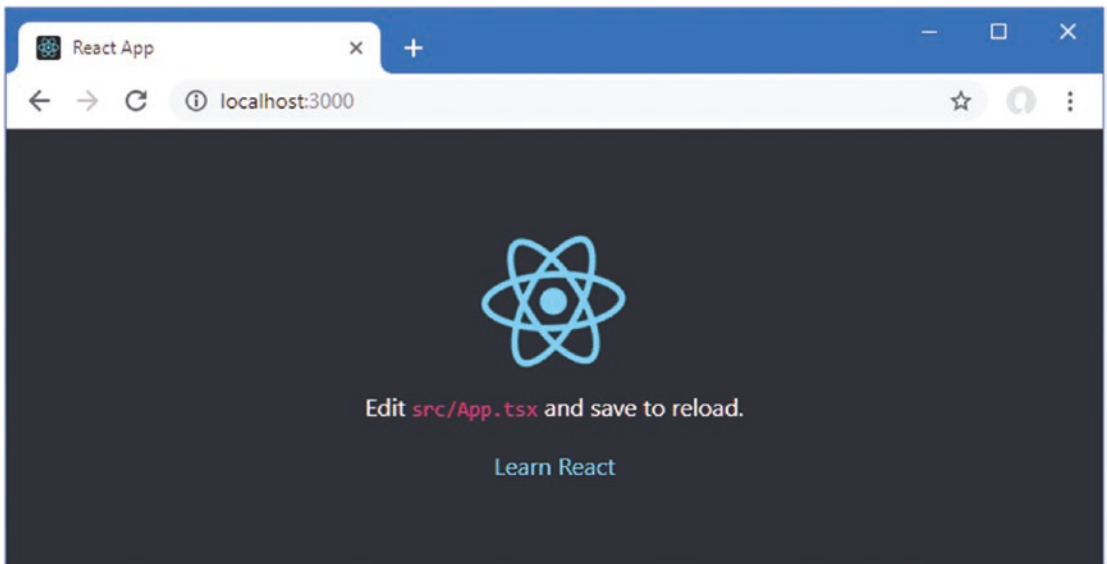 React App
localhost:3000
Edit src/App.tsx and save to reload.
Learn React